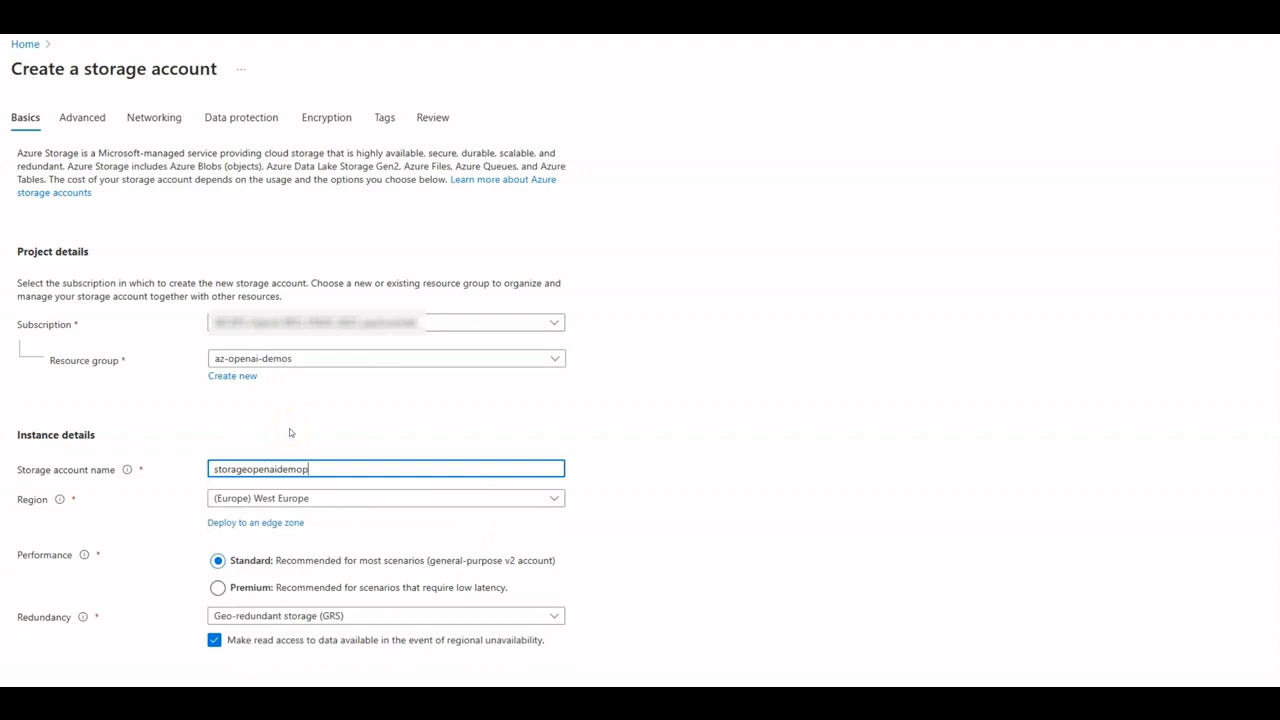 Home >
Create a storage account ...
Basics Advanced Networking Data protection Encryption Tags Review
Azure Storage is a Microsoft-managed service providing cloud storage that is highly available, secure, durable, scalable, and
redundant. Azure Storage includes Azure Blobs (objects), Azure Data Lake Storage Gen2, Azure Files, Azure Queues, and Azure
Tables. The cost of your storage account depends on the usage and the options you choose below. Learn more about Azure
storage accounts
Project details
Select the subscription in which to create the new storage account. Choose a new or existing resource group to organize and
manage your storage account together with other resources.
Subscription *
Resource group * az-openai-demos
Create new
Instance details
Storage account name * storageopenaidemop
Region * (Europe) West Europe
Deploy to an edge zone
Performance * Standard: Recommended for most scenarios (general-purpose v2 account)
Premium: Recommended for scenarios that require low latency.
Redundancy * Geo-redundant storage (GRS)
Make read access to data available in the event of regional unavailability.